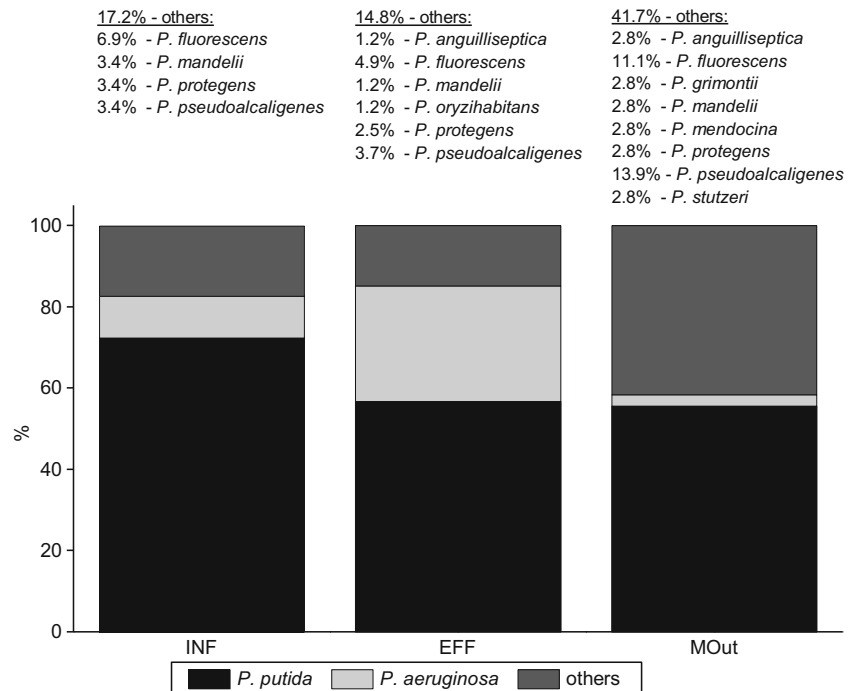 17.2% - others:
6.9% - P. fluorescens
3.4% - P. mandelii
3.4% - P. protegens
3.4% - P. pseudoalcaligenes
14.8% - others:
1.2% - P. anguilliseptica
4.9% - P. fluorescens
1.2% - P. mandelii
1.2% - P. oryzihabitans
2.5% - P. protegens
3.7% - P. pseudoalcaligenes
41.7% - others:
2.8% - P. anguilliseptica
11.1% - P. fluorescens
2.8% - P. grimontii
2.8% - P. mandelii
2.8% - P. mendocina
2.8% - P. protegens
13.9% - P. pseudoalcaligenes
2.8% - P. stutzeri
100
80
60
40
20
0
%
INF EFF MOut
P. putida P. aeruginosa others